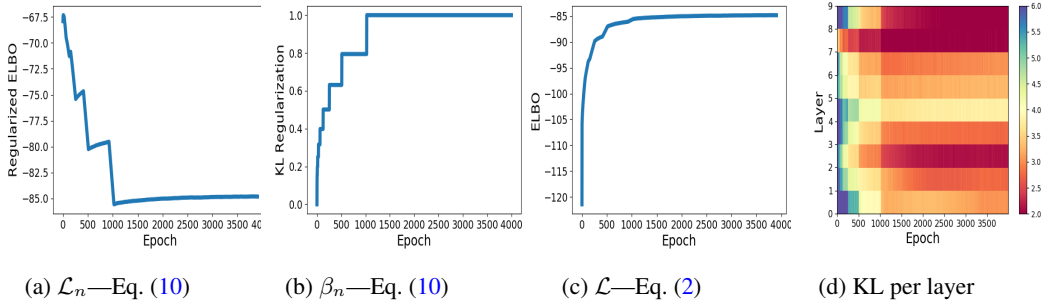 Regularized ELBO
−67.5
−70.0
−72.5
−75.0
−77.5
−80.0
−82.5
−85.0
0 500 1000 1500 2000 2500 3000 3500 400
Epoch
KL Regularization
1.0
0.8
0.6
0.4
0.2
0.0
0 500 1000 1500 2000 2500 3000 3500 4000
Epoch
ELBO
−85
−90
−95
−100
−105
−110
−115
−120
0 500 1000 1500 2000 2500 3000 3500 4000
Epoch
Layer
9
8
7
6
5
4
3
2
1
0
0 500 1000 1500 2000 2500 3000 3500
Epoch
6.0
5.5
5.0
4.5
4.0
3.5
3.0
2.5
2.0
(a) ℒn—Eq. (10)
(b) βn—Eq. (10)
(c) ℒ—Eq. (2)
(d) KL per layer